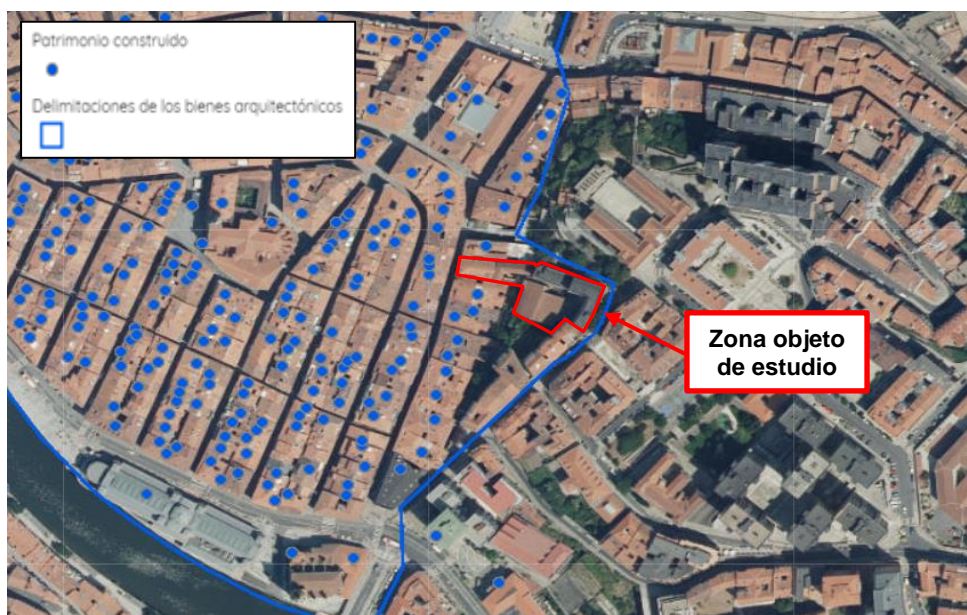 Patrimonio construido
Delimitaciones de los bienes arquitectónicos
Zona objeto
de estudio